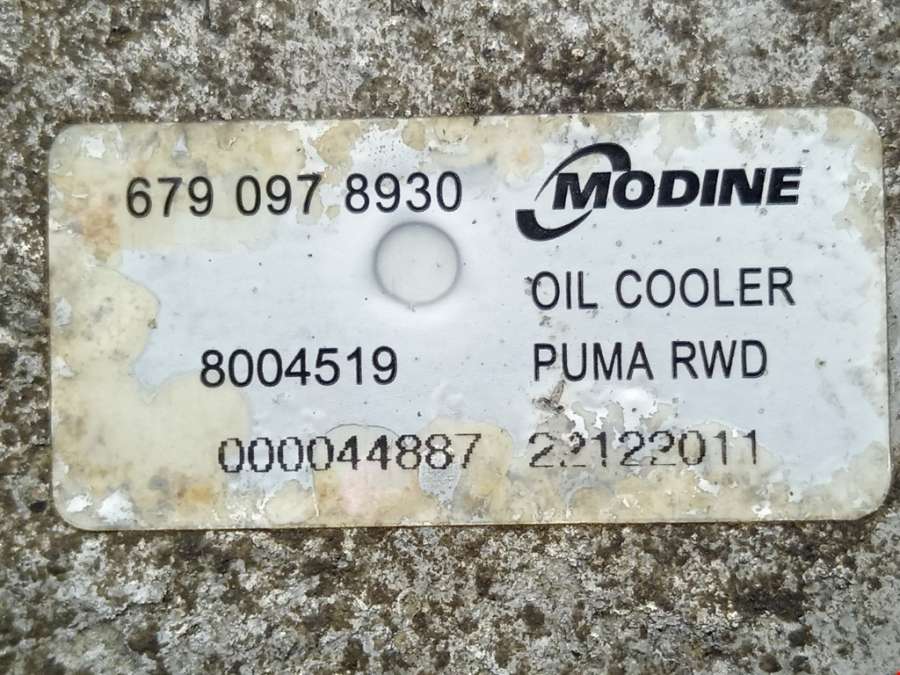 679 097 8930
MODINE
OIL COOLER
8004519
PUMA RWD
000044887 22122011